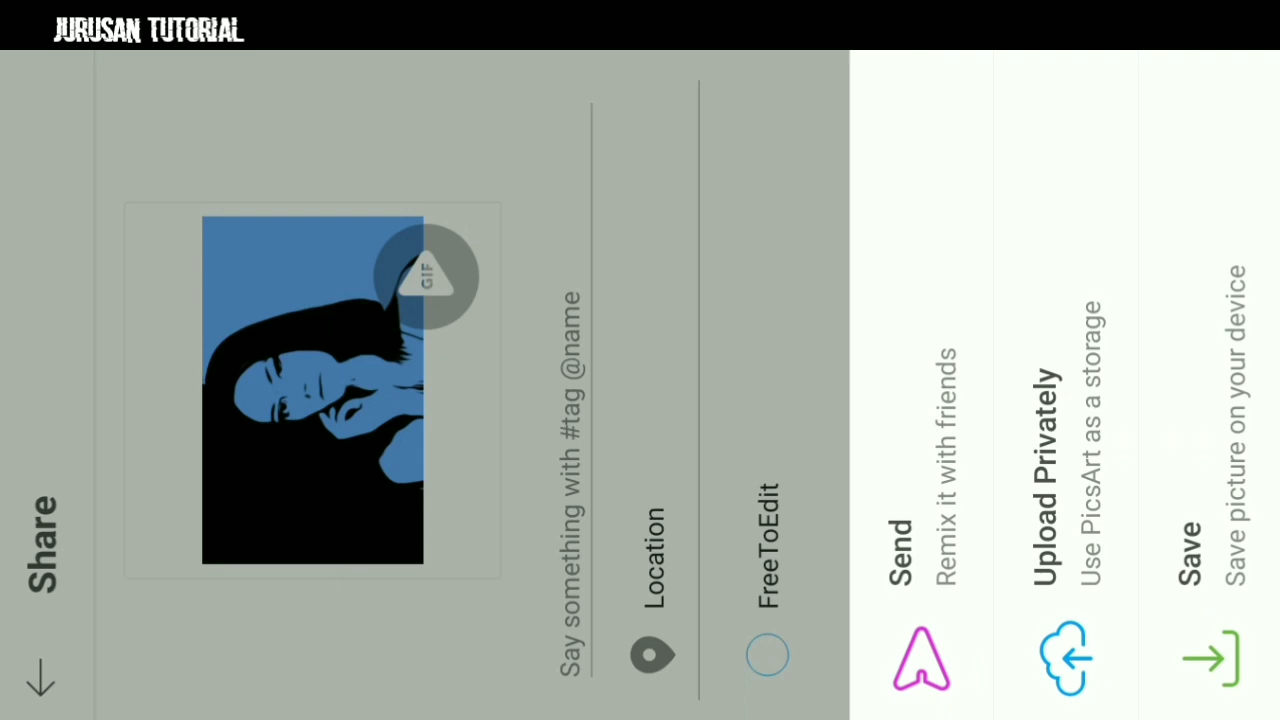 JURUSAN TUTORIAL
Share
GIF
Say something with #tag @name
Location
FreeToEdit
Send
Remix it with friends
Upload Privately
Use PicsArt as a storage
Save
Save picture on your device